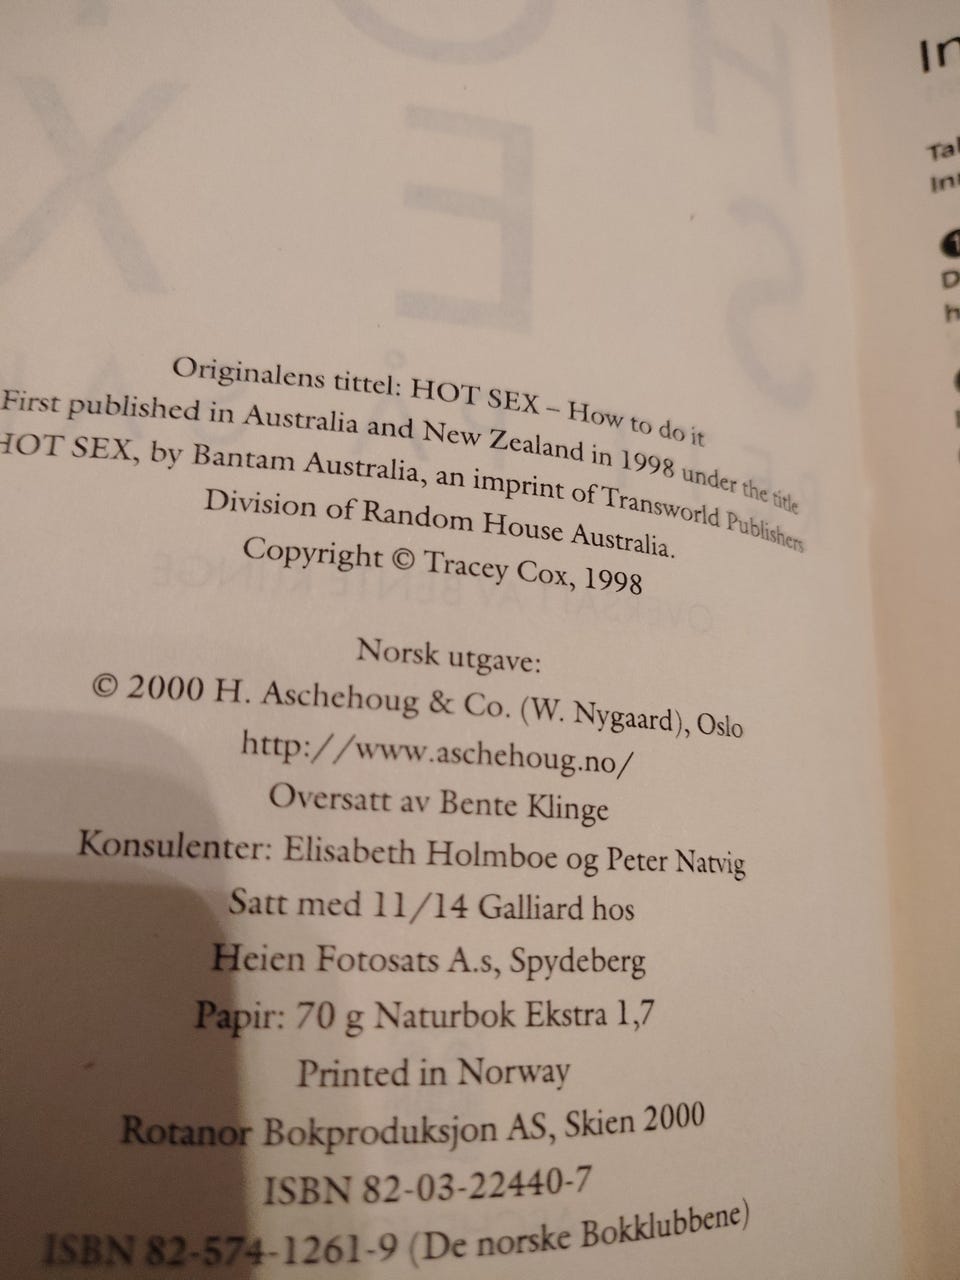 Originalens tittel: HOT SEX – How to do it
First published in Australia and New Zealand in 1998 under the title
HOT SEX, by Bantam Australia, an imprint of Transworld Publishers
Division of Random House Australia.
Copyright © Tracey Cox, 1998
Norsk utgave:
© 2000 H. Aschehoug & Co. (W. Nygaard), Oslo
http://www.aschehoug.no/
Oversatt av Bente Klinge
Konsulenter: Elisabeth Holmboe og Peter Natvig
Satt med 11/14 Galliard hos
Heien Fotosats A.s, Spydeberg
Papir: 70 g Naturbok Ekstra 1,7
Printed in Norway
Rotanor Bokproduksjon AS, Skien 2000
ISBN 82-03-22440-7
ISBN 82-574-1261-9 (De norske Bokklubbene)